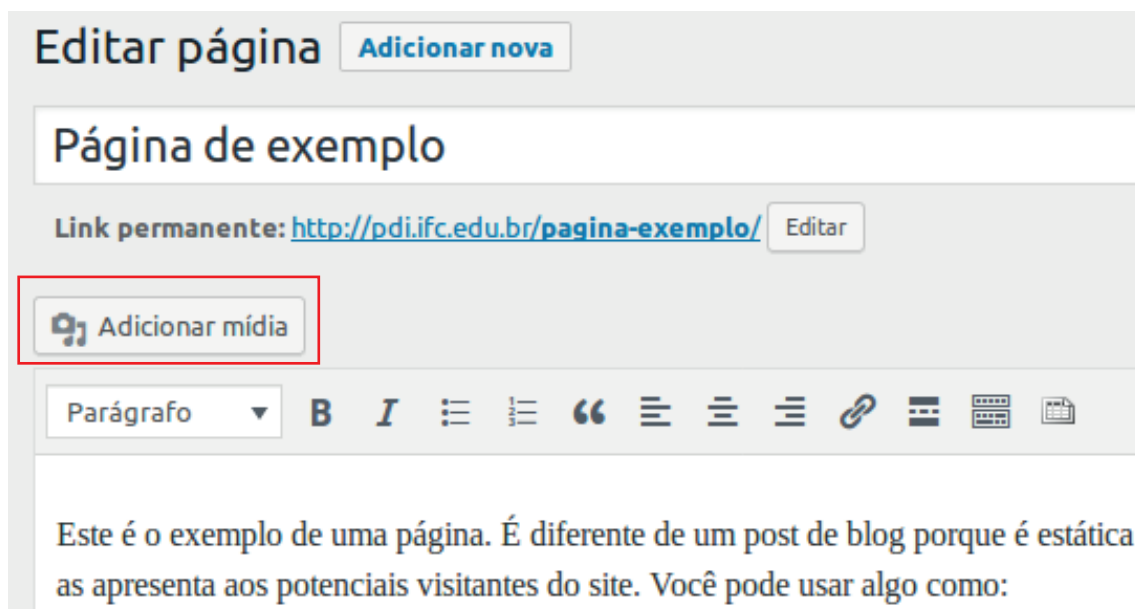 Editar página Adicionar nova
Página de exemplo
Link permanente: http://pdi.ifc.edu.br/pagina-exemplo/ Editar
Adicionar mídia
Parágrafo B I
Este é o exemplo de uma página. É diferente de um post de blog porque é estática
as apresenta aos potenciais visitantes do site. Você pode usar algo como: